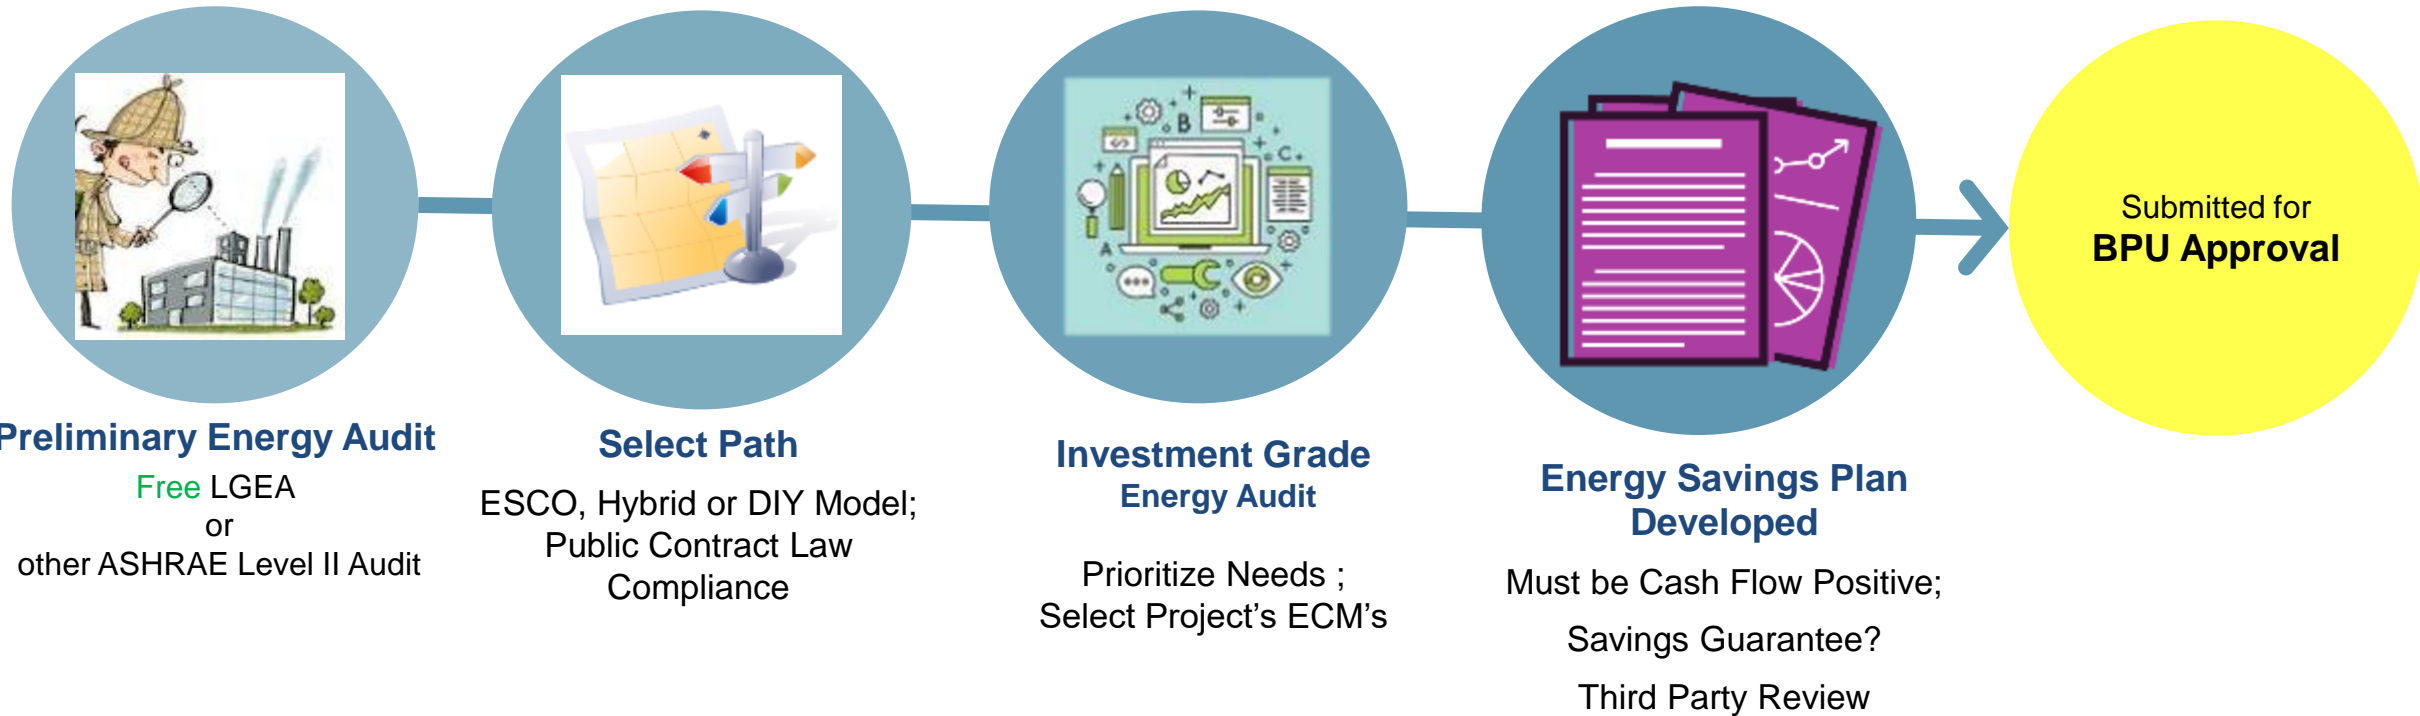 Preliminary Energy Audit
Free LGEA
or
other ASHRAE Level II Audit
Select Path
ESCO, Hybrid or DIY Model;
Public Contract Law
Compliance
B
C
A
Investment Grade
Energy Audit
Prioritize Needs ;
Select Project's ECM's
Energy Savings Plan
Developed
Must be Cash Flow Positive;
Savings Guarantee?
Third Party Review
Submitted for
BPU Approval